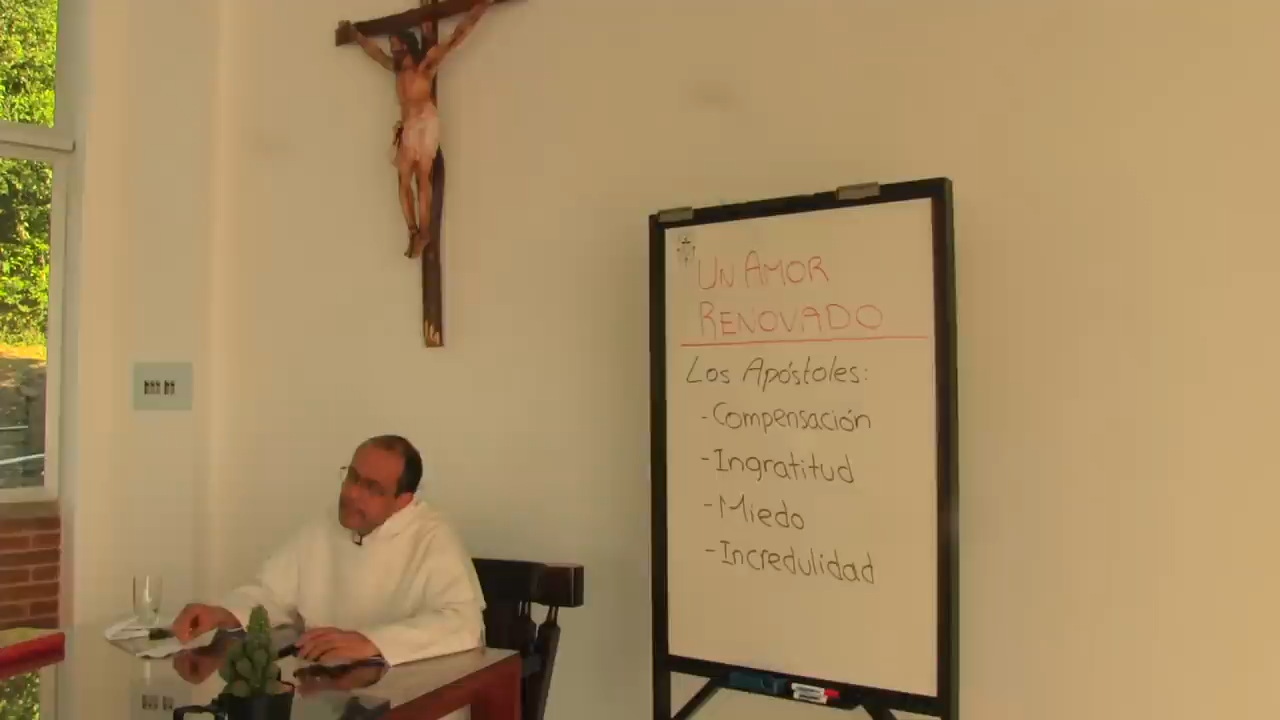 UN AMOR
RENOVADO
Los Apóstoles:
-Compensación
-Ingratitud
-Miedo
-Incredulidad